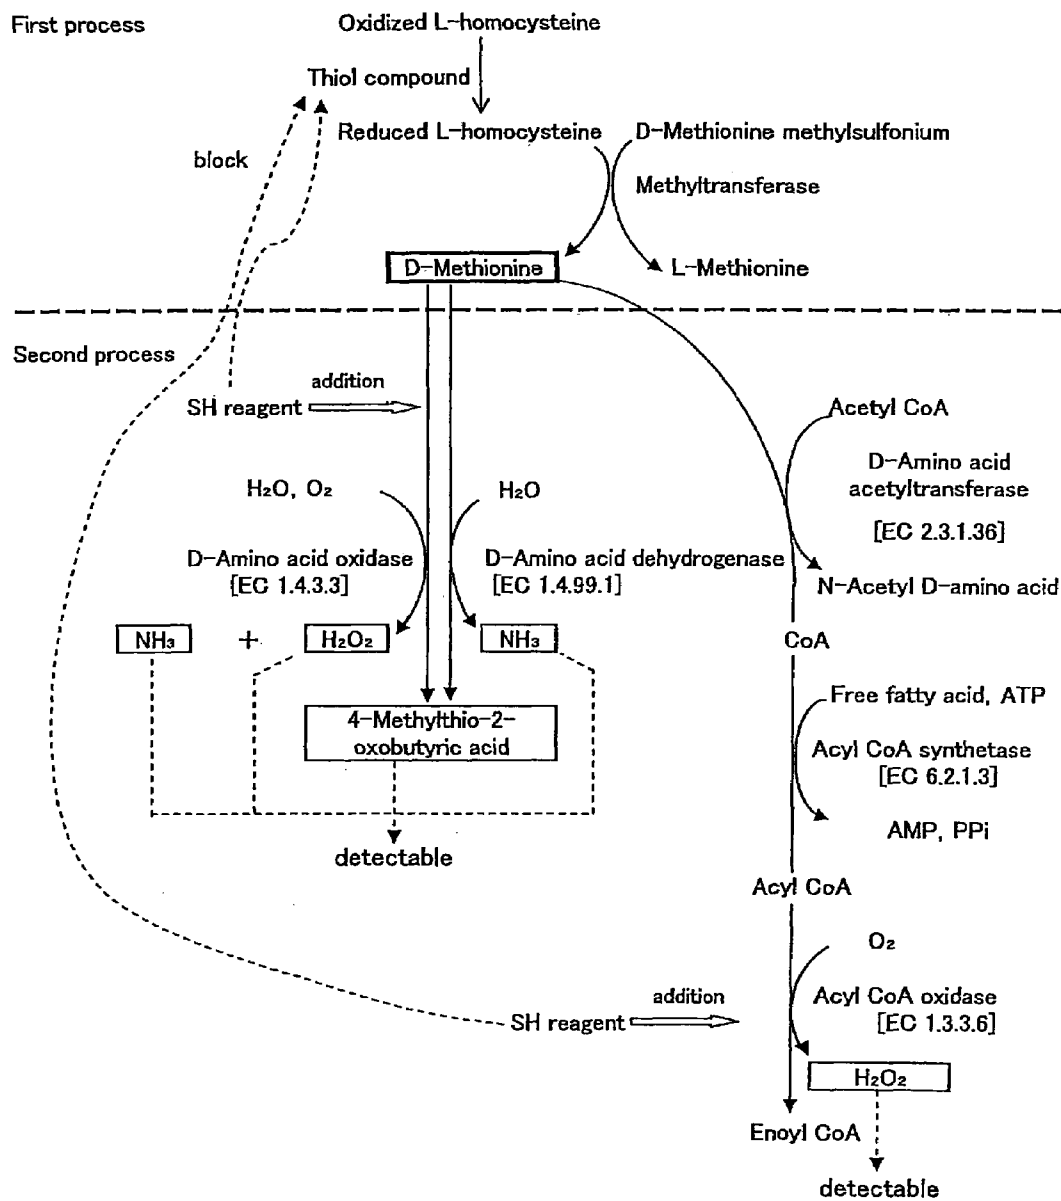 First process
Oxidized L-homocysteine
Thiol compound
Reduced L-homocysteine
D-Methionine methylsulfonium
block
Methyltransferase
D-Methionine
L-Methionine
Second process
addition
SH reagent
Acetyl CoA
D-Amino acid
acetyltransferase
[EC 2.3.1.36]
H₂O, O₂
H₂O
D-Amino acid oxidase
[EC 1.4.3.3]
D-Amino acid dehydrogenase
[EC 1.4.99.1]
N-Acetyl D-amino acid
NH₃
+
H₂O₂
NH₃
CoA
4-Methylthio-2-
oxobutyric acid
Free fatty acid, ATP
Acyl CoA synthetase
[EC 6.2.1.3]
AMP, PPi
detectable
Acyl CoA
O₂
addition
SH reagent
Acyl CoA oxidase
[EC 1.3.3.6]
H₂O₂
Enoyl CoA
detectable